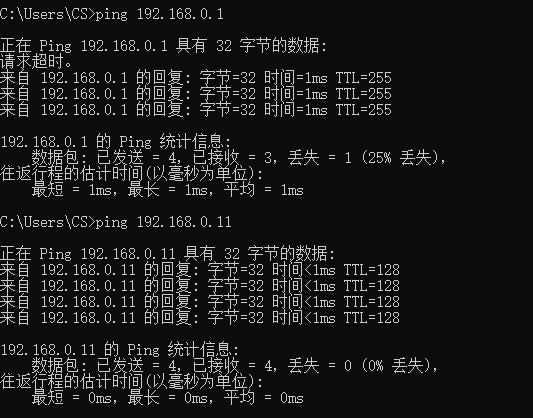 C:\Users\CS>ping 192.168.0.1
正在 Ping 192.168.0.1 具有 32 字节的数据:
请求超时。
来自 192.168.0.1 的回复: 字节=32 时间=1ms TTL=255
来自 192.168.0.1 的回复: 字节=32 时间=1ms TTL=255
来自 192.168.0.1 的回复: 字节=32 时间=1ms TTL=255
192.168.0.1 的 Ping 统计信息:
数据包: 已发送 = 4，已接收 = 3，丢失 = 1 (25% 丢失)，
往返行程的估计时间(以毫秒为单位):
最短 = 1ms，最长 = 1ms，平均 = 1ms
C:\Users\CS>ping 192.168.0.11
正在 Ping 192.168.0.11 具有 32 字节的数据:
来自 192.168.0.11 的回复: 字节=32 时间<1ms TTL=128
来自 192.168.0.11 的回复: 字节=32 时间<1ms TTL=128
来自 192.168.0.11 的回复: 字节=32 时间<1ms TTL=128
来自 192.168.0.11 的回复: 字节=32 时间<1ms TTL=128
192.168.0.11 的 Ping 统计信息:
数据包: 已发送 = 4，已接收 = 4，丢失 = 0 (0% 丢失)，
往返行程的估计时间(以毫秒为单位):
最短 = 0ms，最长 = 0ms，平均 = 0ms